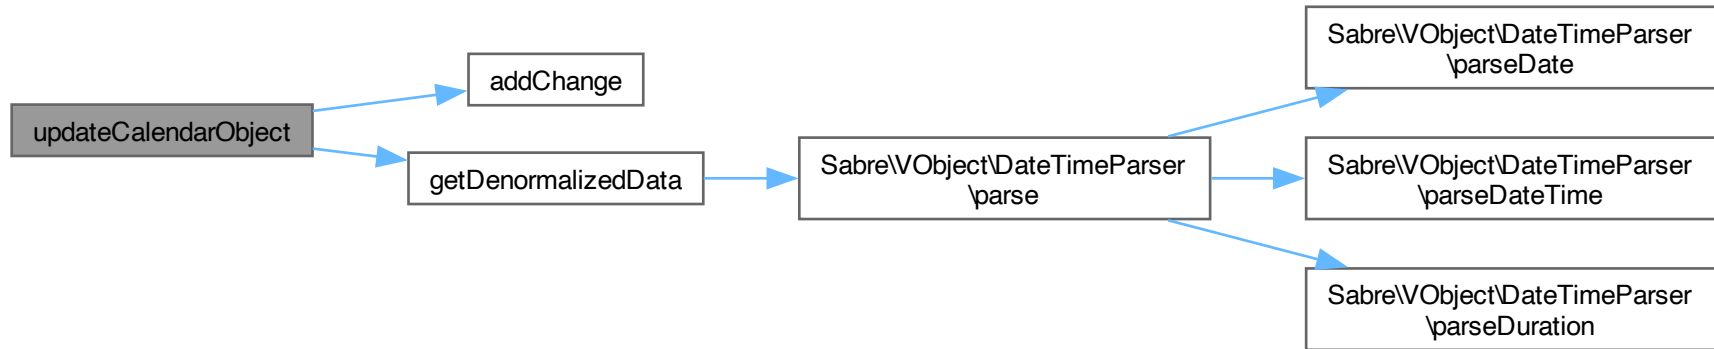 updateCalendarObject
addChange
getDenormalizedData
Sabre\VObject\DateTimeParser
\parse
Sabre\VObject\DateTimeParser
\parseDate
Sabre\VObject\DateTimeParser
\parseDateTime
Sabre\VObject\DateTimeParser
\parseDuration